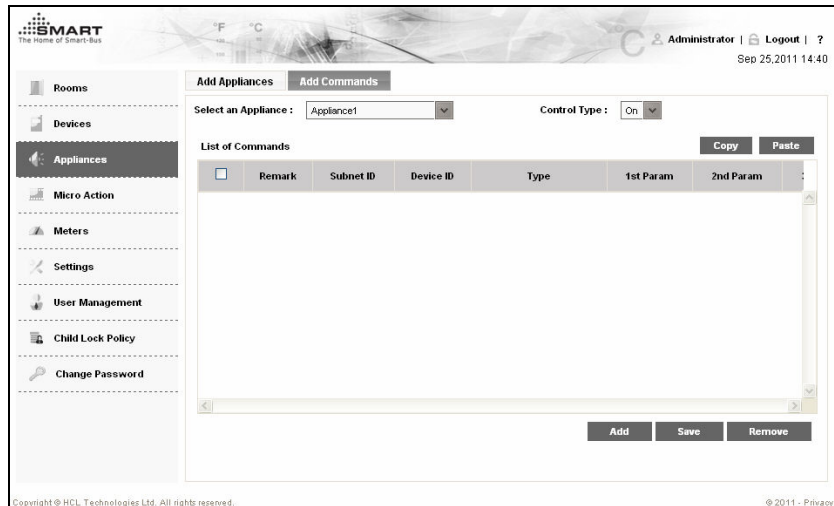 SMART
The Home of Smart-Bus
°F °C
C
Administrator | Logout | ?
Sep 25,2011 14:40
Rooms
Devices
Appliances
Micro Action
Meters
Settings
User Management
Child Lock Policy
Change Password
Add Appliances Add Commands
Select an Appliance : Appliance1 Control Type : On
List of Commands Copy Paste
Remark Subnet ID Device ID Type 1st Param 2nd Param
Add Save Remove
Copyright © HCL Technologies Ltd. All rights reserved. © 2011 - Privacy